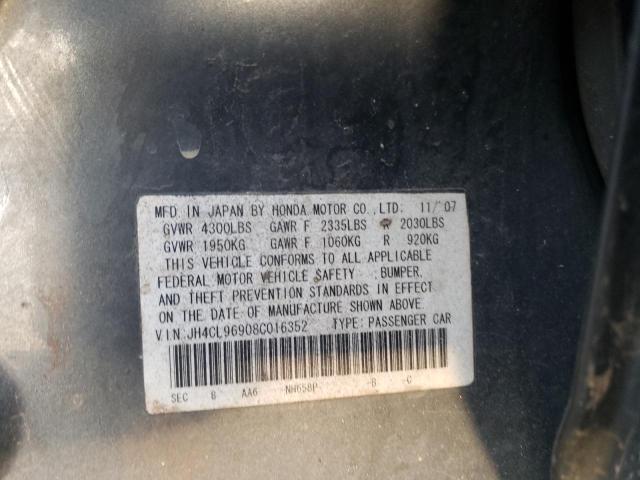 MFD. IN JAPAN BY HONDA MOTOR CO., LTD. 11/ 07
GVWR 4300LBS GAWR F 2335LBS R 2030LBS
GVWR 1950KG GAWR F 1060KG R 920KG
THIS VEHICLE CONFORMS TO ALL APPLICABLE
FEDERAL MOTOR VEHICLE SAFETY , BUMPER,
AND THEFT PREVENTION STANDARDS IN EFFECT
ON THE DATE OF MANUFACTURE SHOWN ABOVE.
V.I.N:JH4CL96908C016352 TYPE: PASSENGER CAR
SEC 8 AA6 NH658P -B -C